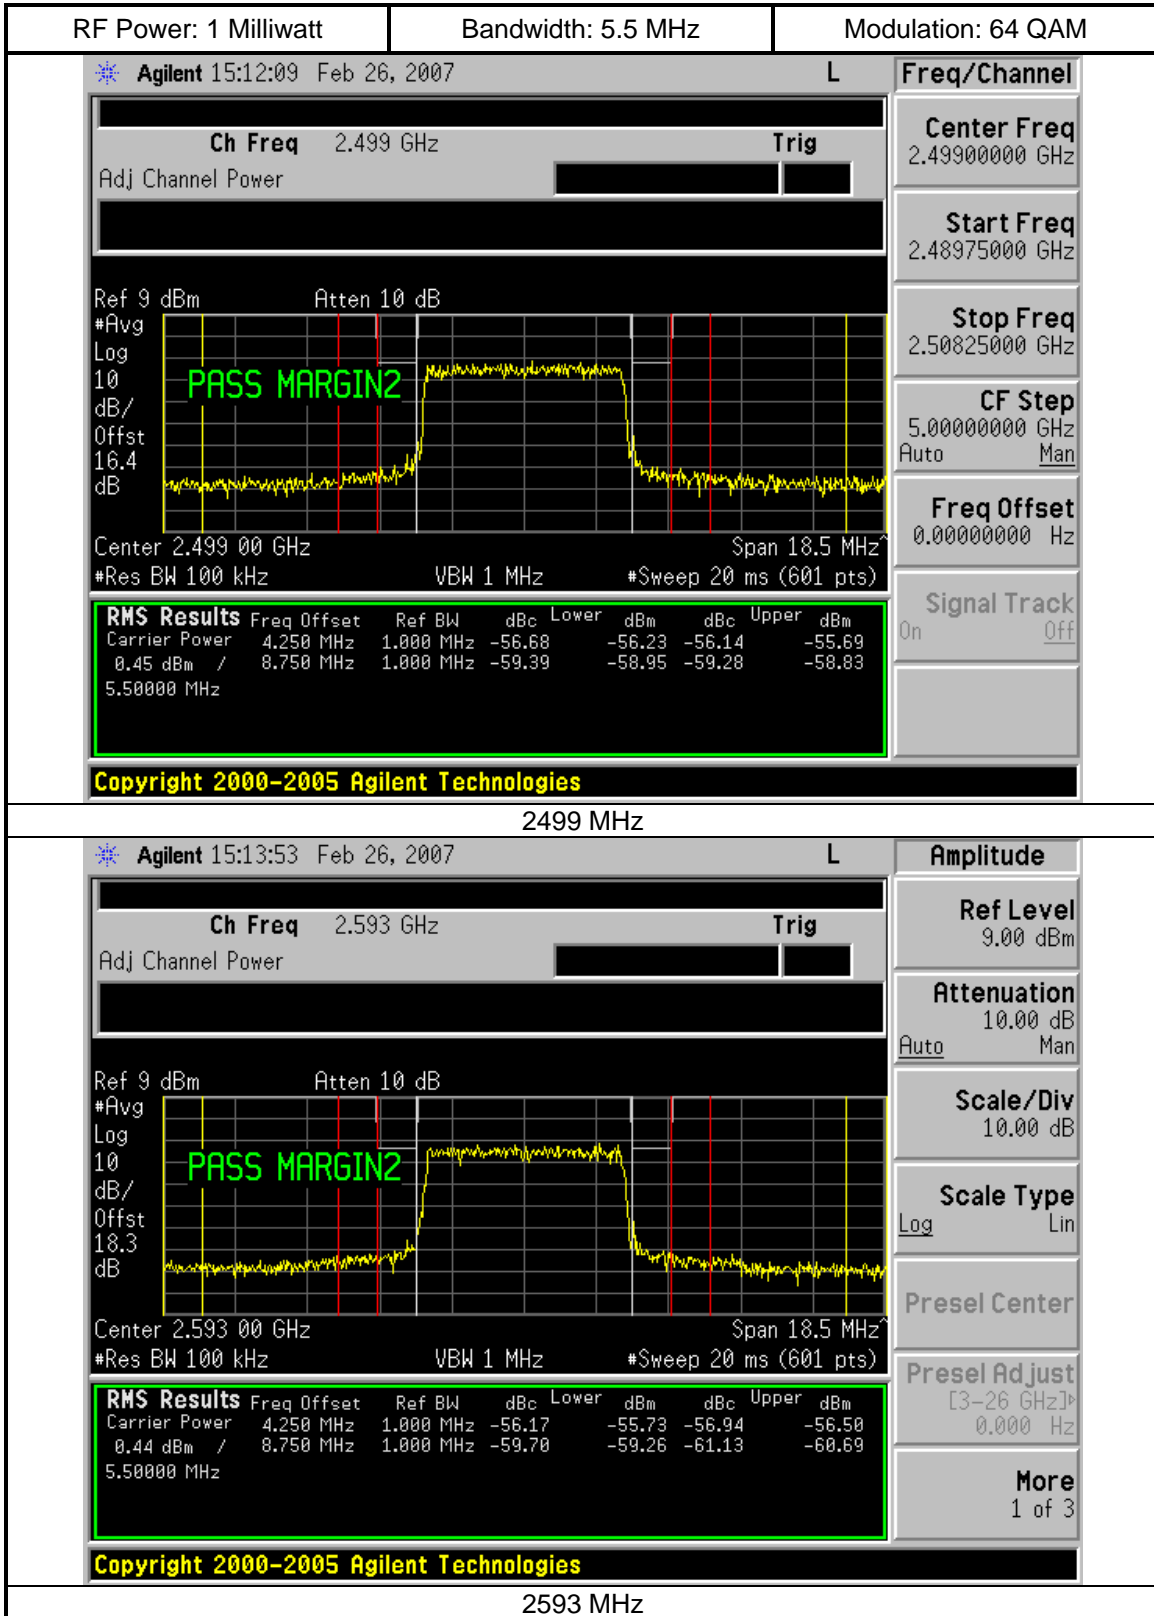 RF Power: 1 Milliwatt Bandwidth: 5.5 MHz Modulation: 64 QAM
Agilent 15:12:09 Feb 26, 2007 L Freq/Channel
Ch Freq 2.499 GHz Trig
Adj Channel Power
Center Freq
2.49900000 GHz
Start Freq
2.48975000 GHz
Stop Freq
2.50825000 GHz
CF Step
5.00000000 GHz
Auto Man
Freq Offset
0.00000000 Hz
Signal Track
On Off
Ref 9 dBm Atten 10 dB
#Avg
Log
10
dB/
Offst
16.4
dB
PASS MARGIN2
Center 2.499 00 GHz Span 18.5 MHz^
#Res BW 100 kHz VBW 1 MHz #Sweep 20 ms (601 pts)
RMS Results Freq Offset Ref BW dBc Lower dBm dBc Upper dBm
Carrier Power 4.250 MHz 1.000 MHz -56.68 -56.23 -56.14 -55.69
0.45 dBm / 8.750 MHz 1.000 MHz -59.39 -58.95 -59.28 -58.83
5.50000 MHz
Copyright 2000-2005 Agilent Technologies
2499 MHz
Agilent 15:13:53 Feb 26, 2007 L Amplitude
Ch Freq 2.593 GHz Trig
Adj Channel Power
Ref Level
9.00 dBm
Attenuation
10.00 dB
Auto Man
Scale/Div
10.00 dB
Scale Type
Log Lin
Presel Center
Presel Adjust
[3-26 GHz]▹
0.000 Hz
More
1 of 3
Ref 9 dBm Atten 10 dB
#Avg
Log
10
dB/
Offst
18.3
dB
PASS MARGIN2
Center 2.593 00 GHz Span 18.5 MHz^
#Res BW 100 kHz VBW 1 MHz #Sweep 20 ms (601 pts)
RMS Results Freq Offset Ref BW dBc Lower dBm dBc Upper dBm
Carrier Power 4.250 MHz 1.000 MHz -56.17 -55.73 -56.94 -56.50
0.44 dBm / 8.750 MHz 1.000 MHz -59.70 -59.26 -61.13 -60.69
5.50000 MHz
Copyright 2000-2005 Agilent Technologies
2593 MHz